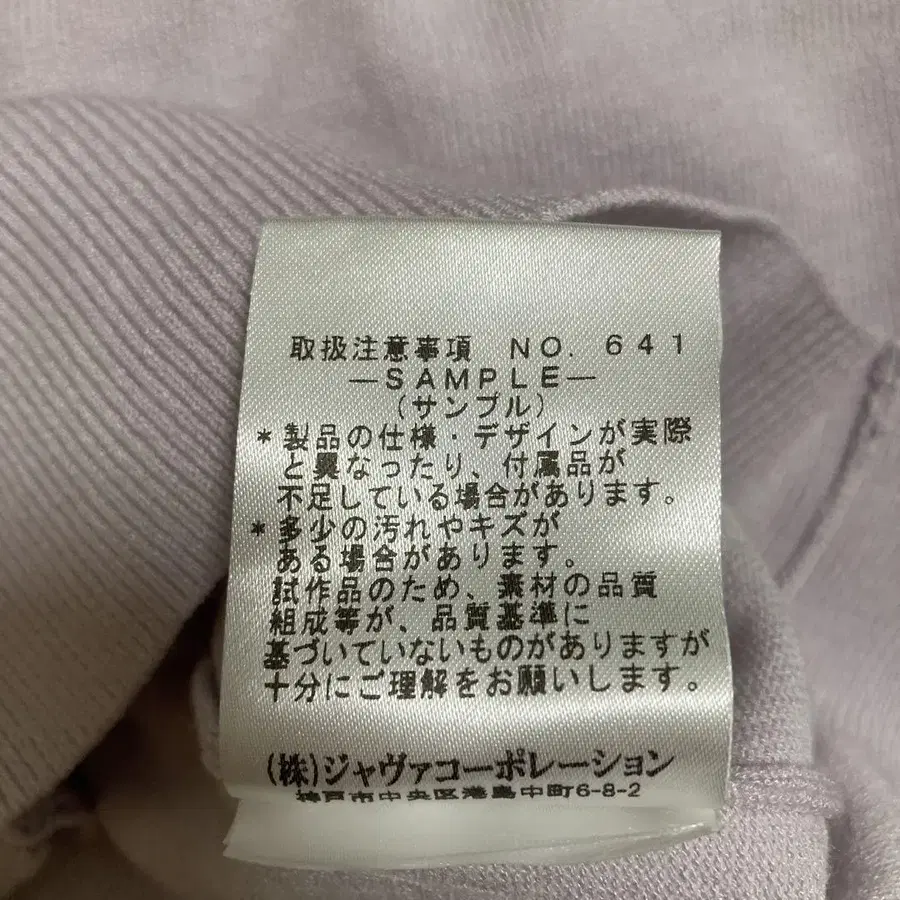 取扱注意事項 NO. 641
—SAMPLE—
(サンプル)
*製品の仕様・デザインが実際
と異なったり、付属品が
不足している場合があります。
*多少の汚れやキズが
ある場合があります。
試作品のため、素材の品質
組成等が、品質基準に
基づいていないものがありますが
十分にご理解をお願いします。
(株)ジャヴァコーポレーション
神戸市中央区港島中町6-8-2